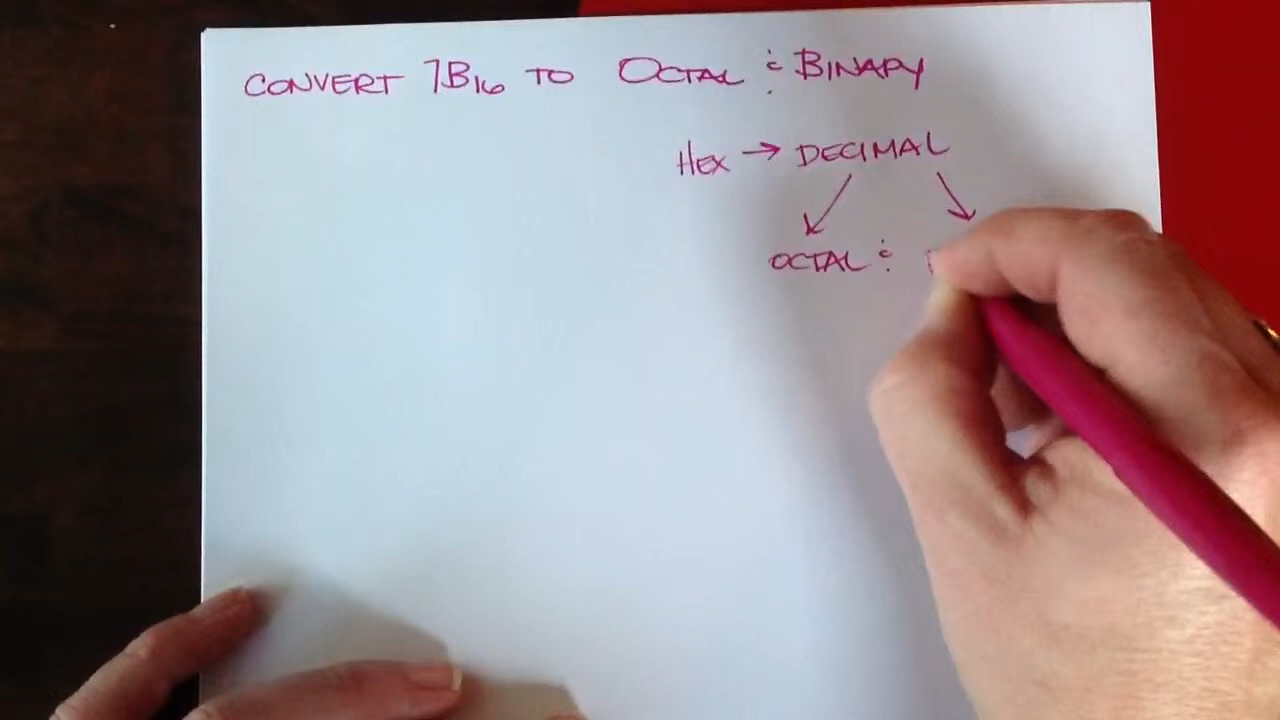 CONVERT 7B16 TO OCTAL & BINARY
HEX → DECIMAL
OCTAL &